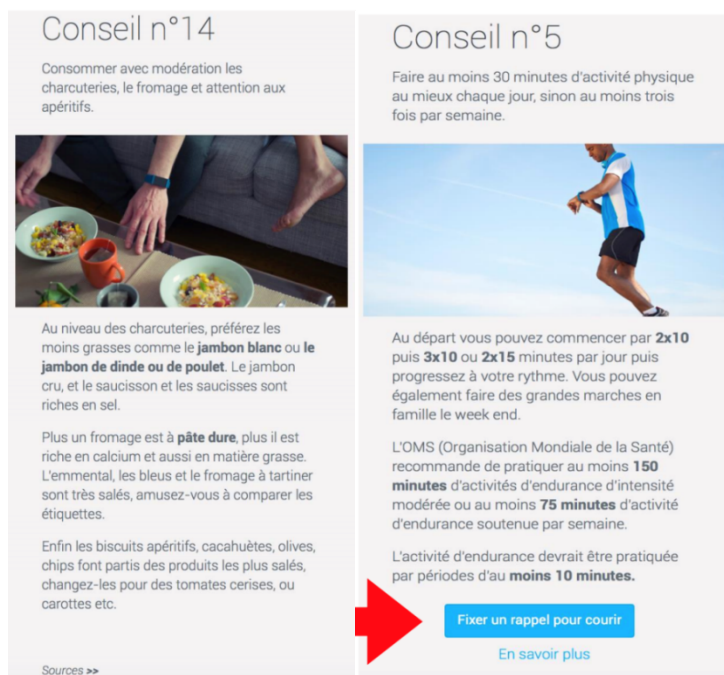 Conseil n°14
Consommer avec modération les
charcuteries, le fromage et attention aux
apéritifs.
Au niveau des charcuteries, préférez les
moins grasses comme le jambon blanc ou le
jambon de dinde ou de poulet. Le jambon
cru, et le saucisson et les saucisses sont
riches en sel.
Plus un fromage est à pâte dure, plus il est
riche en calcium et aussi en matière grasse.
L'emmental, les bleus et le fromage à tartiner
sont très salés, amusez-vous à comparer les
étiquettes.
Enfin les biscuits apéritifs, cacahuètes, olives,
chips font partis des produits les plus salés,
changez-les pour des tomates cerises, ou
carottes etc.
Sources >>
Conseil n°5
Faire au moins 30 minutes d'activité physique
au mieux chaque jour, sinon au moins trois
fois par semaine.
Au départ vous pouvez commencer par 2x10
puis 3x10 ou 2x15 minutes par jour puis
progressez à votre rythme. Vous pouvez
également faire des grandes marches en
famille le week end.
L'OMS (Organisation Mondiale de la Santé)
recommande de pratiquer au moins 150
minutes d'activités d'endurance d'intensité
modérée ou au moins 75 minutes d'activité
d'endurance soutenue par semaine.
L'activité d'endurance devrait être pratiquée
par périodes d'au moins 10 minutes.
Fixer un rappel pour courir
En savoir plus